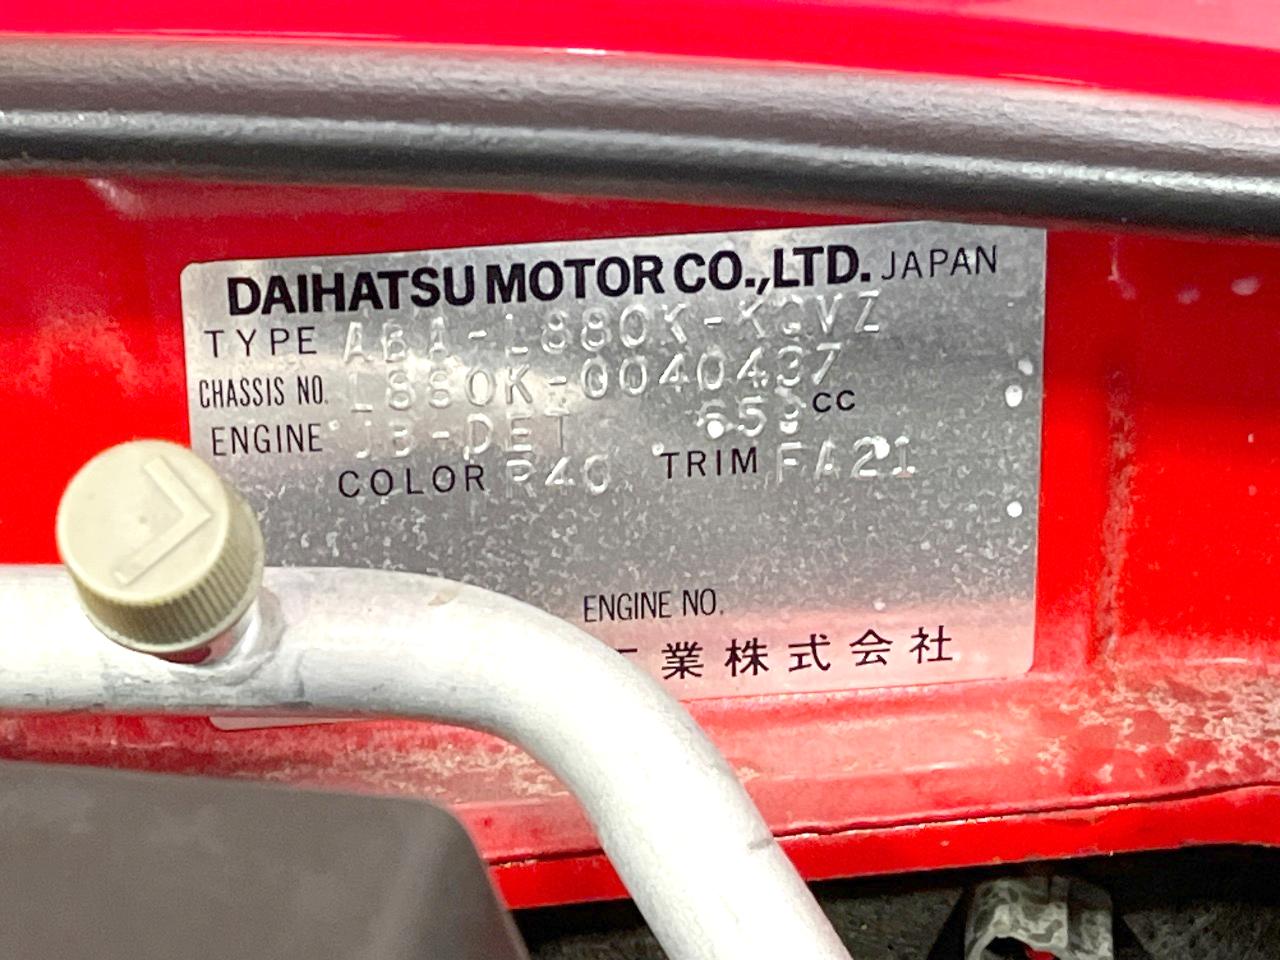 DAIHATSU MOTOR CO.,LTD. JAPAN
TYPE ABA-L880K-KGVZ
CHASSIS NO. L880K-0040437
ENGINE JB-DET 659 CC
COLOR R40 TRIM FA21
ENGINE NO.
業株式会社